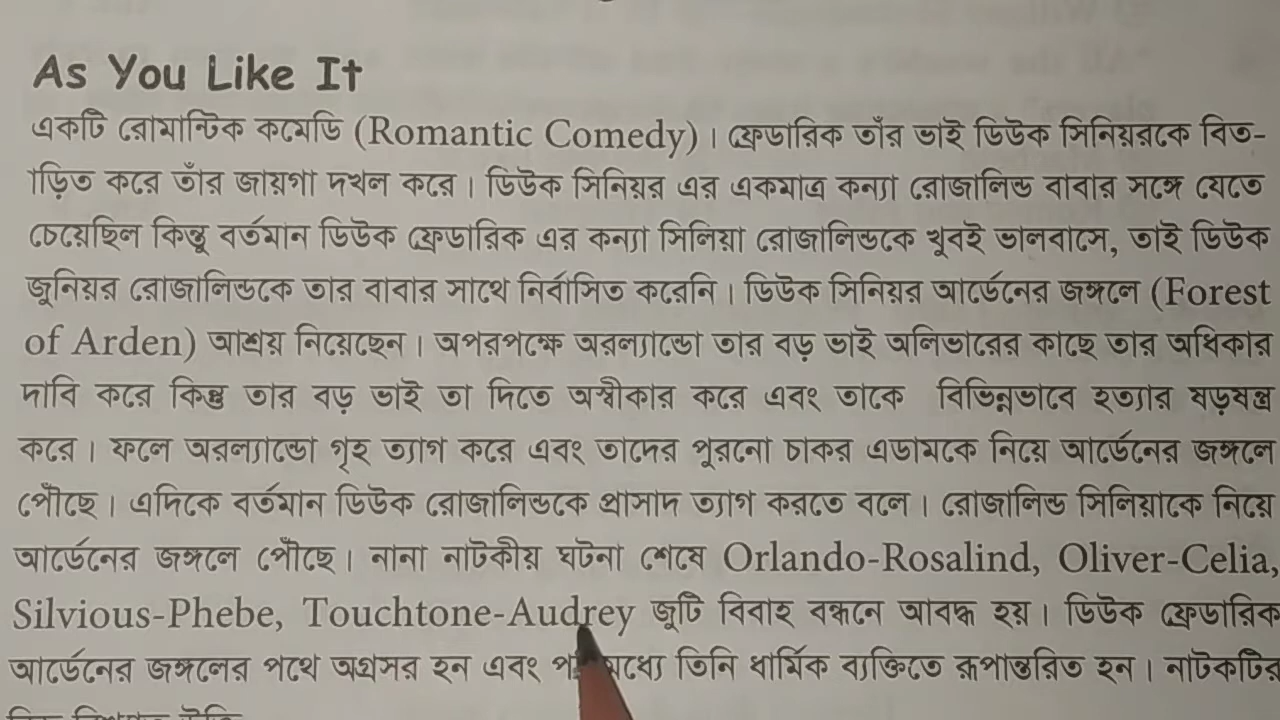 As You Like It
একটি রোমান্টিক কমেডি (Romantic Comedy)। ফ্রেডারিক তাঁর ভাই ডিউক সিনিয়রকে বিত-
াড়িত করে তাঁর জায়গা দখল করে। ডিউক সিনিয়র এর একমাত্র কন্যা রোজালিন্ড বাবার সঙ্গে যেতে
চেয়েছিল কিন্তু বর্তমান ডিউক ফ্রেডারিক এর কন্যা সিলিয়া রোজালিন্ডকে খুবই ভালবাসে, তাই ডিউক
জুনিয়র রোজালিন্ডকে তার বাবার সাথে নির্বাসিত করেনি। ডিউক সিনিয়র আর্ডেনের জঙ্গলে (Forest
of Arden) আশ্রয় নিয়েছেন। অপরপক্ষে অরল্যান্ডো তার বড় ভাই অলিভারের কাছে তার অধিকার
দাবি করে কিন্তু তার বড় ভাই তা দিতে অস্বীকার করে এবং তাকে বিভিন্নভাবে হত্যার ষড়যন্ত্র
করে। ফলে অরল্যান্ডো গৃহ ত্যাগ করে এবং তাদের পুরনো চাকর এডামকে নিয়ে আর্ডেনের জঙ্গলে
পৌঁছে। এদিকে বর্তমান ডিউক রোজালিন্ডকে প্রাসাদ ত্যাগ করতে বলে। রোজালিন্ড সিলিয়াকে নিয়ে
আর্ডেনের জঙ্গলে পৌঁছে। নানা নাটকীয় ঘটনা শেষে Orlando-Rosalind, Oliver-Celia,
Silvious-Phebe, Touchtone-Audrey জুটি বিবাহ বন্ধনে আবদ্ধ হয়। ডিউক ফ্রেডারিক
আর্ডেনের জঙ্গলের পথে অগ্রসর হন এবং তিনি ধার্মিক ব্যক্তিতে রূপান্তরিত হন। নাটকটির